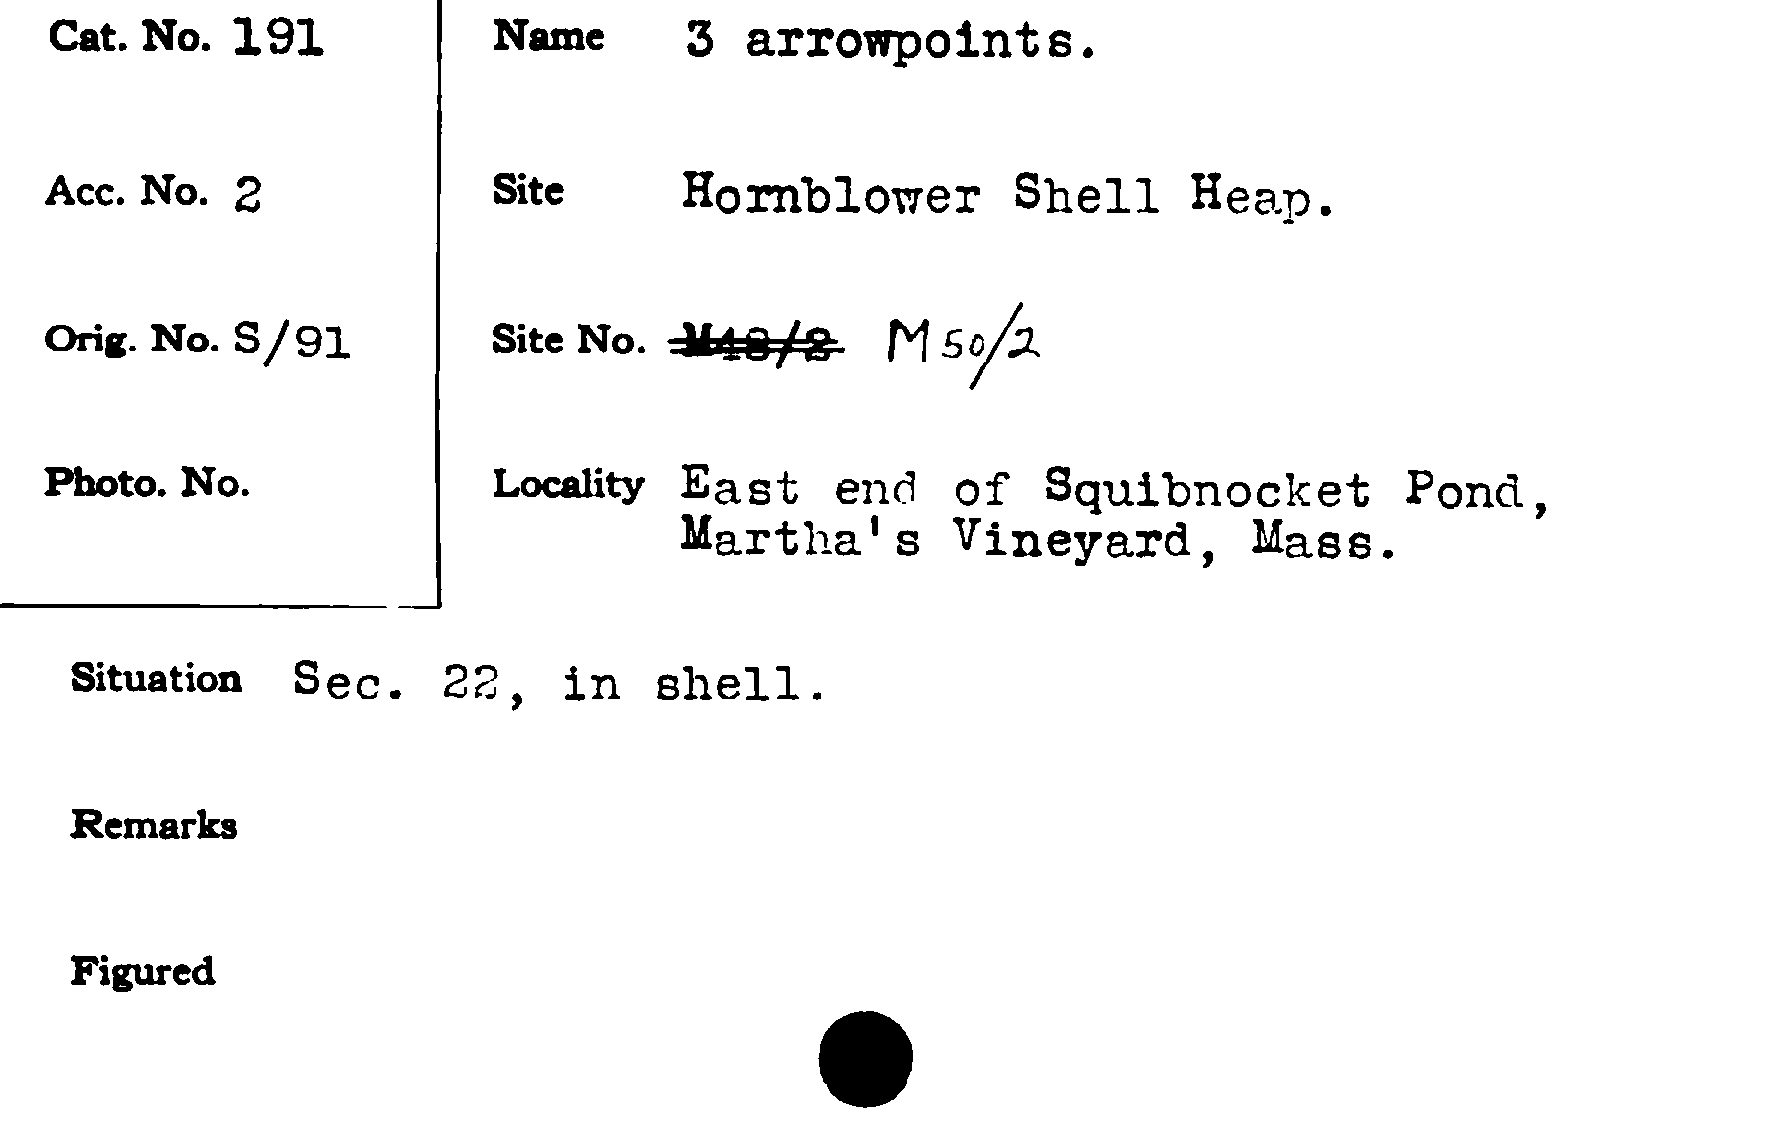 Cat. No. 191
Name 3 arrowpoints.
Acc. No. 2
Site Hornblower Shell Heap.
Orig. No. S/91
Site No. M48/2 M50/2
Photo. No.
Locality East end of Squibnocket Pond,
Martha's Vineyard, Mass.
Situation Sec. 22, in shell.
Remarks
Figured